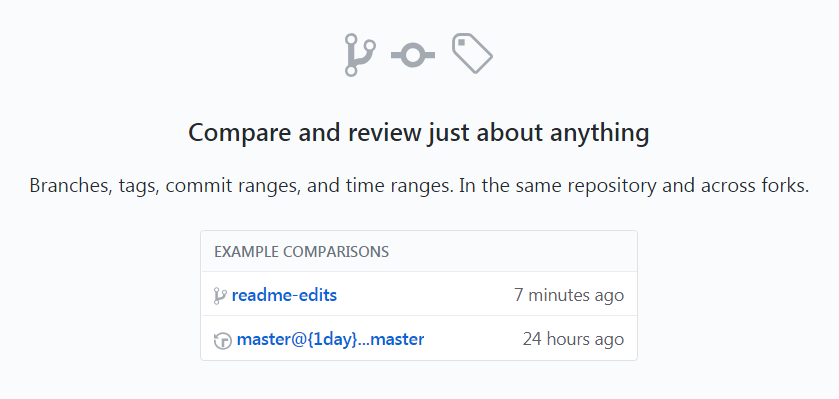 Compare and review just about anything
Branches, tags, commit ranges, and time ranges. In the same repository and across forks.
EXAMPLE COMPARISONS
readme-edits 7 minutes ago
master@{1day}...master 24 hours ago